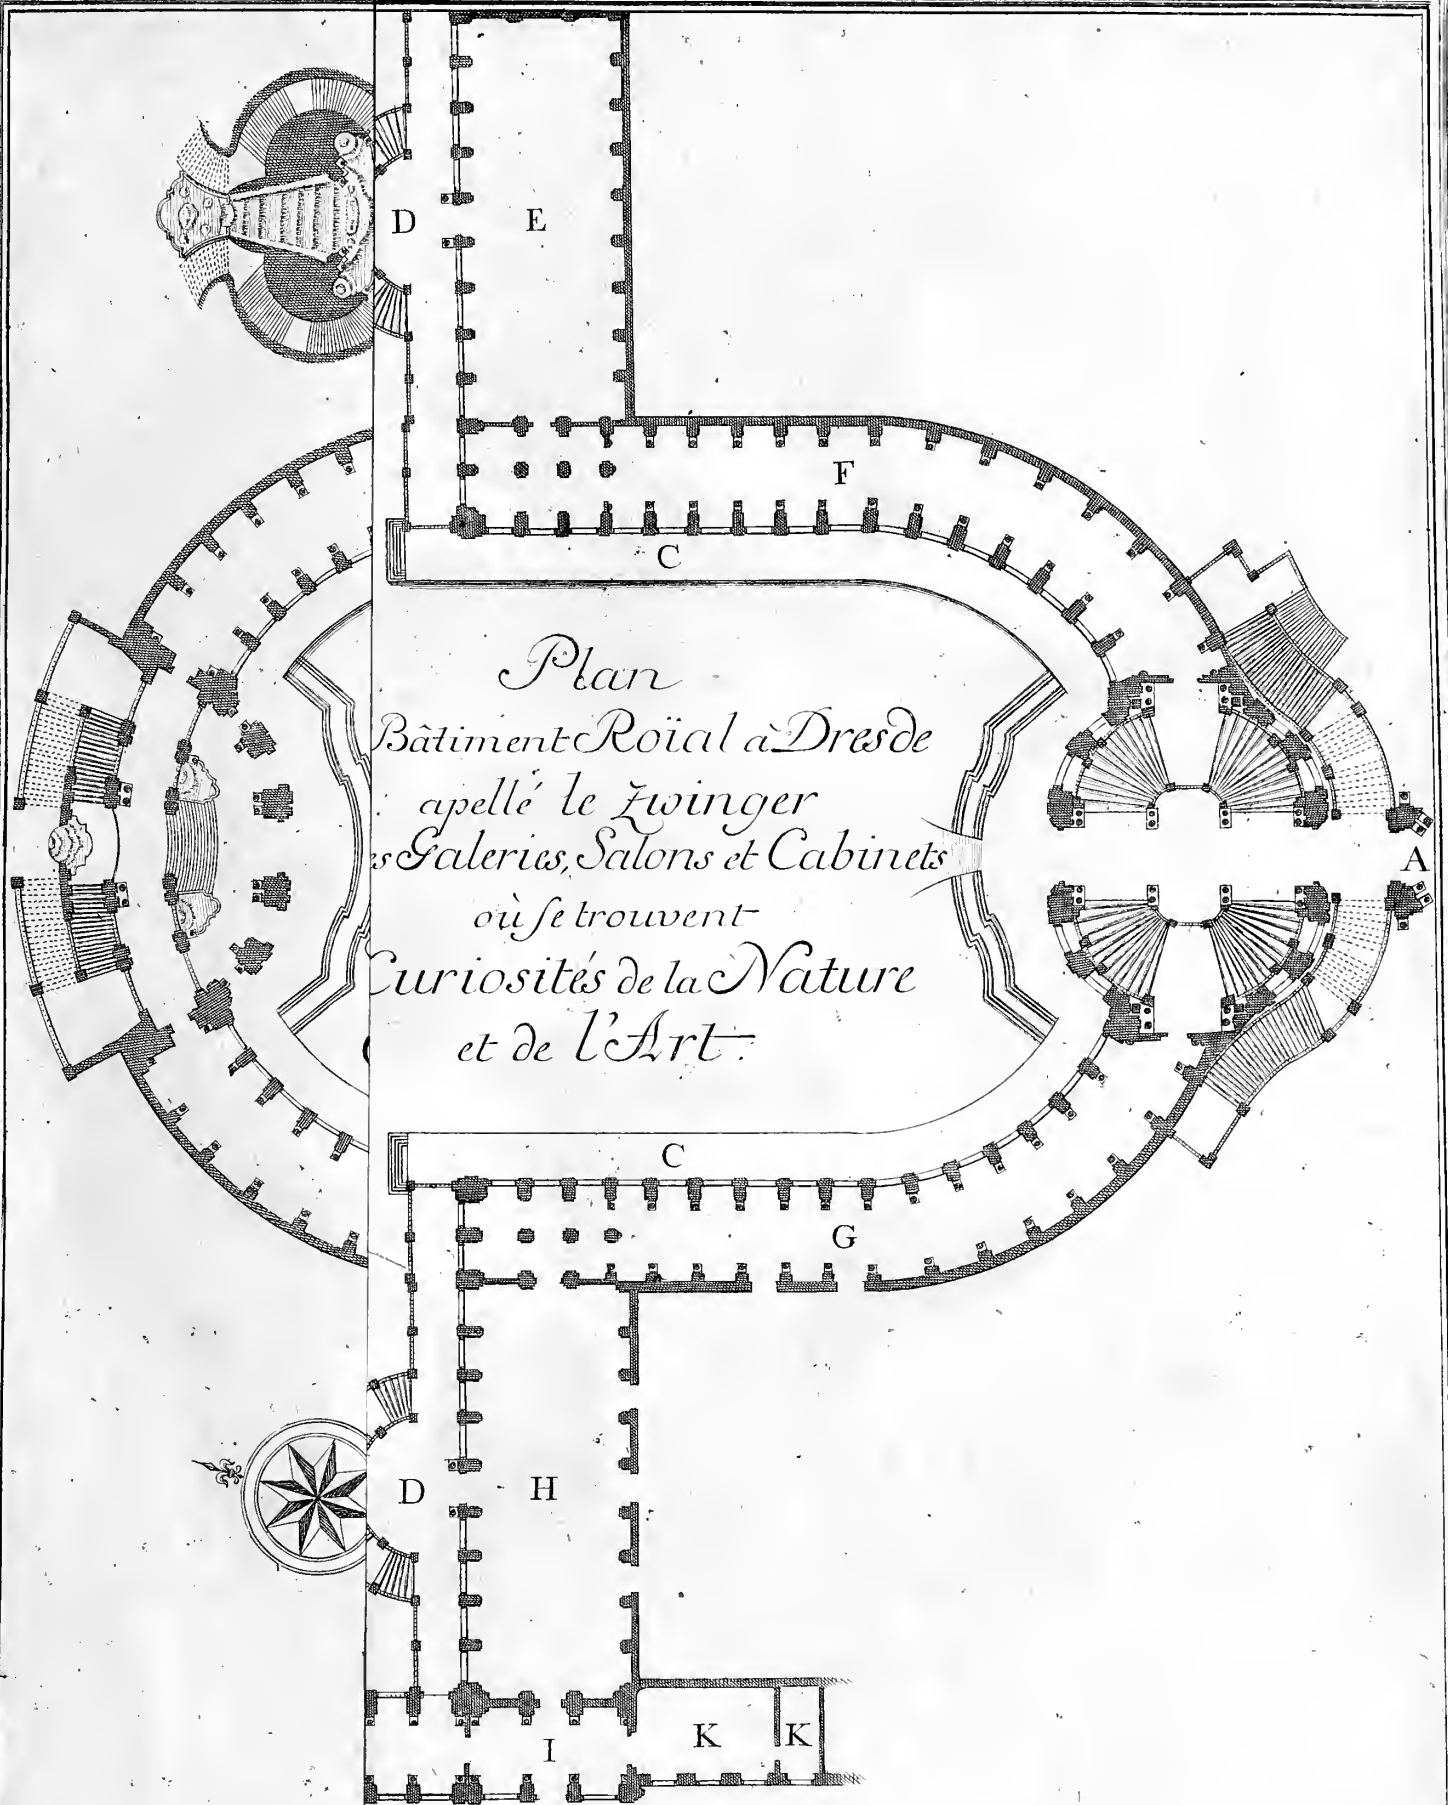 D
E
F
C
Plan
Bâtiment Roïal à Dresde
apellé le Zwinger
s Galeries, Salons et Cabinets
A
où se trouvent
Curiosités de la Nature
et de l'Art.
C
G
D
H
I
K
K